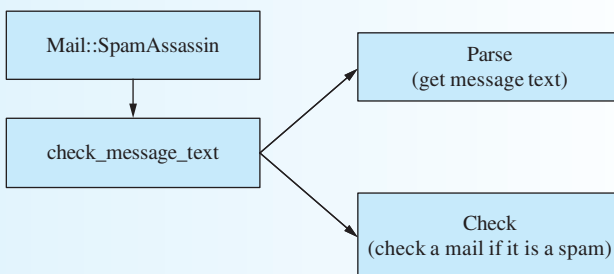 Mail::SpamAssassin
check_message_text
Parse
(get message text)
Check
(check a mail if it is a spam)